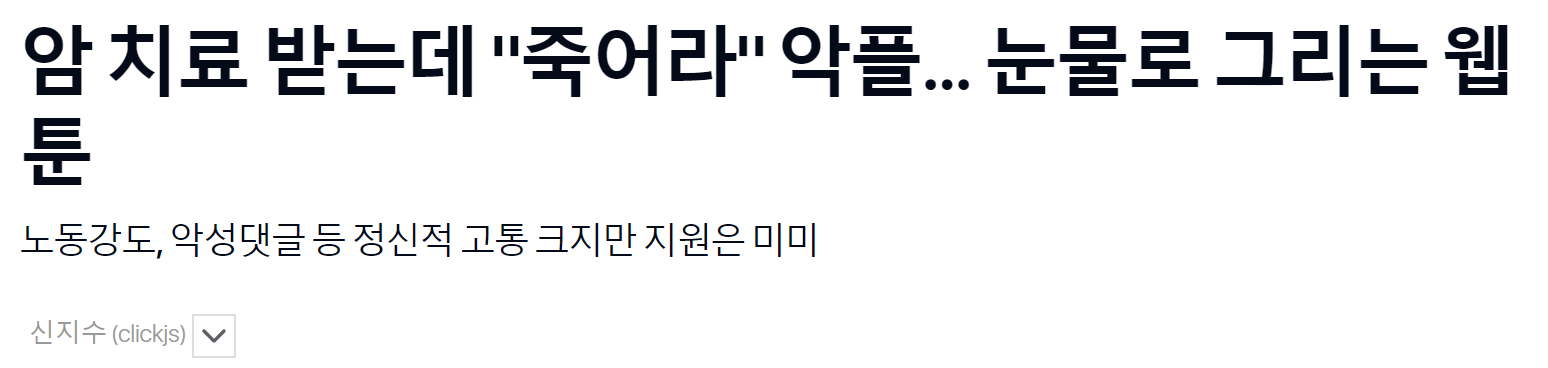 암 치료 받는데 "죽어라" 악플... 눈물로 그리는 웹
툰
노동강도, 악성댓글 등 정신적 고통 크지만 지원은 미미
신지수 (clickjs)